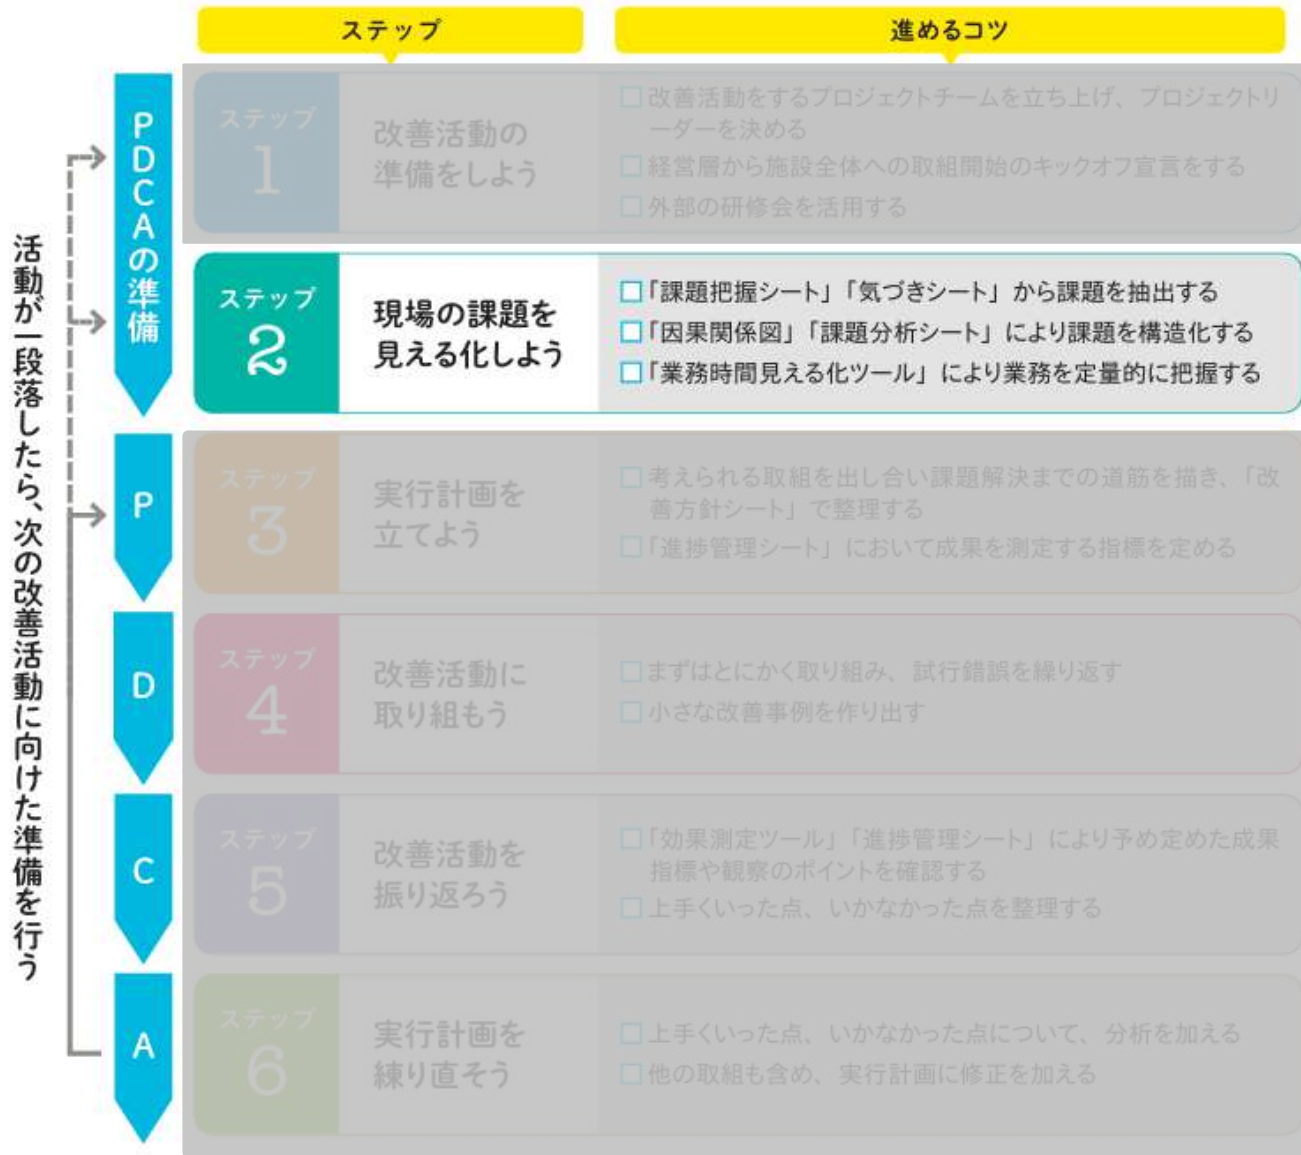 ステップ
進めるコツ
活動が一段落したら、次の改善活動に向けた準備を行う
PDCAの準備
ステップ
1
改善活動の
準備をしよう
□改善活動をするプロジェクトチームを立ち上げ、プロジェクトリ
ーダーを決める
□経営層から施設全体への取組開始のキックオフ宣言をする
□外部の研修会を活用する
ステップ
2
現場の課題を
見える化しよう
□「課題把握シート」「気づきシート」から課題を抽出する
□「因果関係図」「課題分析シート」により課題を構造化する
□「業務時間見える化ツール」により業務を定量的に把握する
P
ステップ
3
実行計画を
立てよう
□考えられる取組を出し合い課題解決までの道筋を描き、「改
善方針シート」で整理する
□「進捗管理シート」において成果を測定する指標を定める
D
ステップ
4
改善活動に
取り組もう
□まずはとにかく取り組み、試行錯誤を繰り返す
□小さな改善事例を作り出す
C
ステップ
5
改善活動を
振り返ろう
□「効果測定ツール」「進捗管理シート」により予め定めた成果
指標や観察のポイントを確認する
□上手くいった点、いかなかった点を整理する
A
ステップ
6
実行計画を
練り直そう
□上手くいった点、いかなかった点について、分析を加える
□他の取組も含め、実行計画に修正を加える